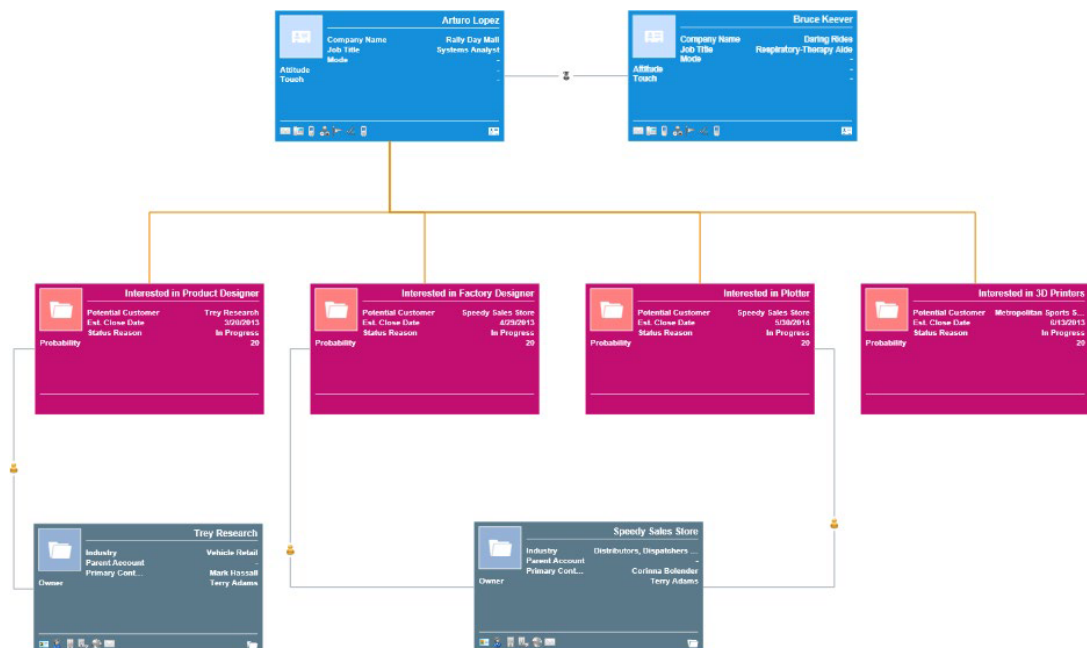 Arturo Lopez
Company Name Rally Day Mall
Job Title Systems Analyst
Mode -
Attitude -
Touch -
Bruce Keever
Company Name Daring Rides
Job Title Respiratory-Therapy Aide
Mode -
Attitude -
Touch -
Interested in Product Designer
Potential Customer Trey Research
Est. Close Date 3/20/2013
Status Reason In Progress
Probability 20
Interested in Factory Designer
Potential Customer Speedy Sales Store
Est. Close Date 4/29/2013
Status Reason In Progress
Probability 20
Interested in Plotter
Potential Customer Speedy Sales Store
Est. Close Date 5/30/2014
Status Reason In Progress
Probability 20
Interested in 3D Printers
Potential Customer Metropolitan Sports S...
Est. Close Date 6/13/2013
Status Reason In Progress
Probability 20
Trey Research
Industry Vehicle Retail
Parent Account -
Primary Cont... Mark Hassall
Owner Terry Adams
Speedy Sales Store
Industry Distributors, Dispatchers ...
Parent Account -
Primary Cont... Corinna Bolender
Owner Terry Adams